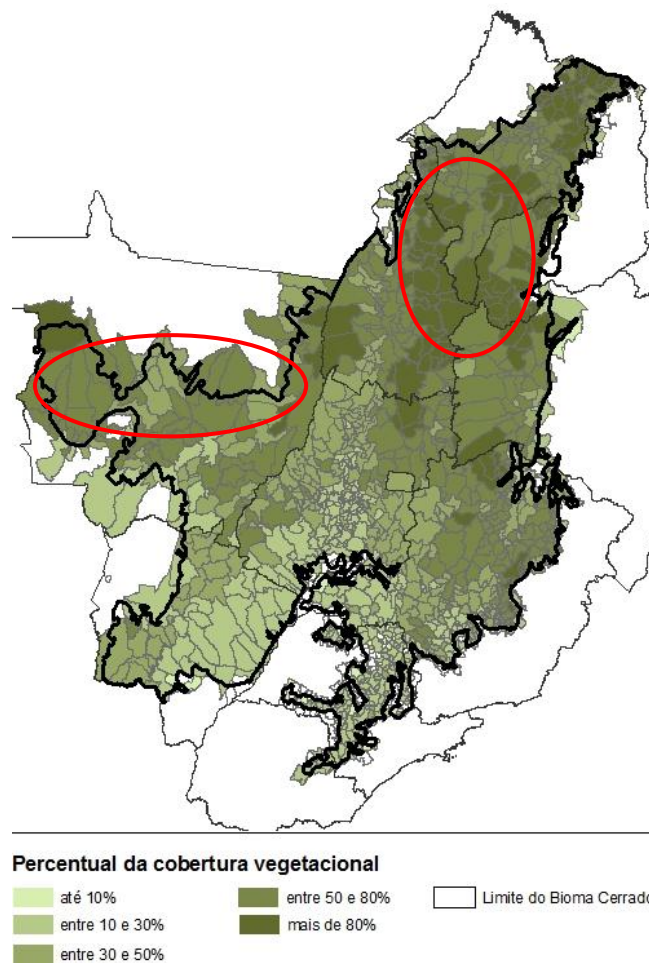 Percentual da cobertura vegetacional
até 10%
entre 10 e 30%
entre 30 e 50%
entre 50 e 80%
mais de 80%
Limite do Bioma Cerrado